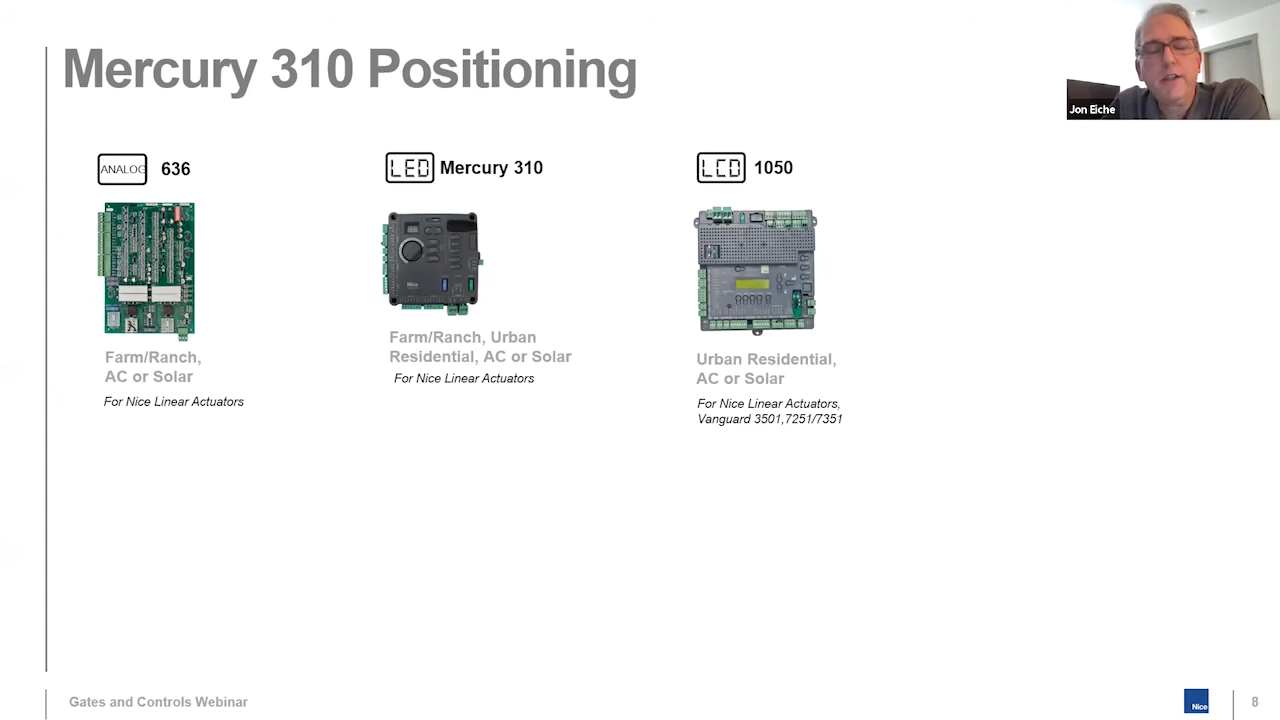 Mercury 310 Positioning
Jon Eiche
ANALOG 636
LED Mercury 310
LCD 1050
Nice
Farm/Ranch,
AC or Solar
For Nice Linear Actuators
Farm/Ranch, Urban
Residential, AC or Solar
For Nice Linear Actuators
Urban Residential,
AC or Solar
For Nice Linear Actuators,
Vanguard 3501,7251/7351
Gates and Controls Webinar
Nice
8